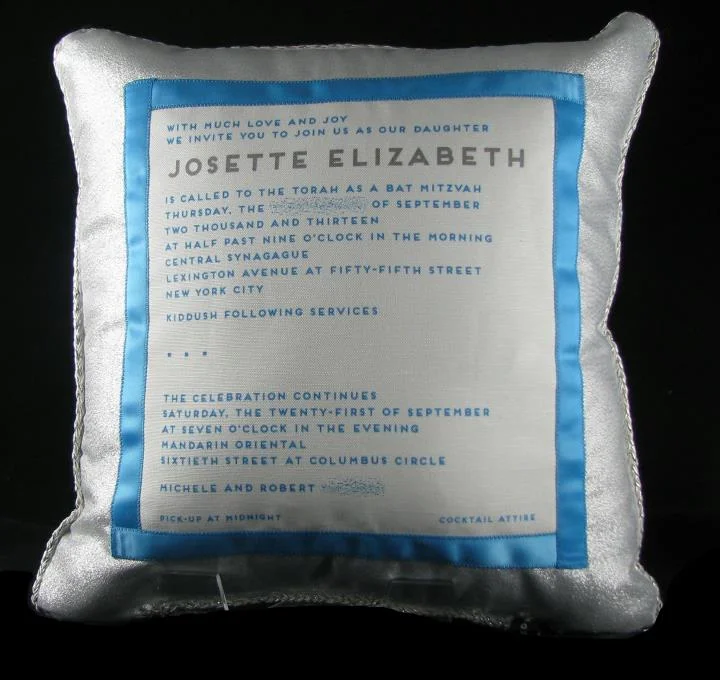 WITH MUCH LOVE AND JOY
WE INVITE YOU TO JOIN US AS OUR DAUGHTER
JOSETTE ELIZABETH
IS CALLED TO THE TORAH AS A BAT MITZVAH
THURSDAY, THE OF SEPTEMBER
TWO THOUSAND AND THIRTEEN
AT HALF PAST NINE O'CLOCK IN THE MORNING
CENTRAL SYNAGAGUE
LEXINGTON AVENUE AT FIFTY-FIFTH STREET
NEW YORK CITY
KIDDUSH FOLLOWING SERVICES
THE CELEBRATION CONTINUES
SATURDAY, THE TWENTY-FIRST OF SEPTEMBER
AT SEVEN O'CLOCK IN THE EVENING
MANDARIN ORIENTAL
SIXTIETH STREET AT COLUMBUS CIRCLE
MICHELE AND ROBERT
PICK-UP AT MIDNIGHT
COCKTAIL ATTIRE